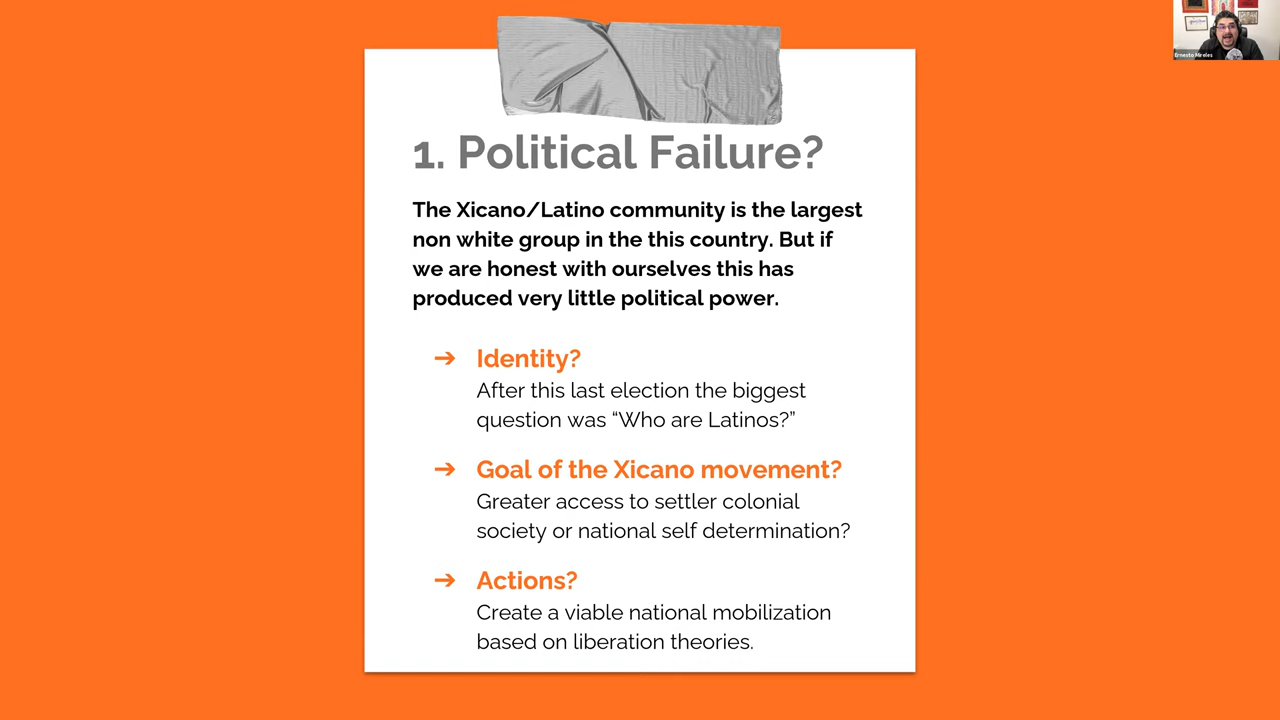 Ernesto Mireles
1. Political Failure?
The Xicano/Latino community is the largest
non white group in the this country. But if
we are honest with ourselves this has
produced very little political power.
➔ Identity?
After this last election the biggest
question was “Who are Latinos?”
➔ Goal of the Xicano movement?
Greater access to settler colonial
society or national self determination?
➔ Actions?
Create a viable national mobilization
based on liberation theories.